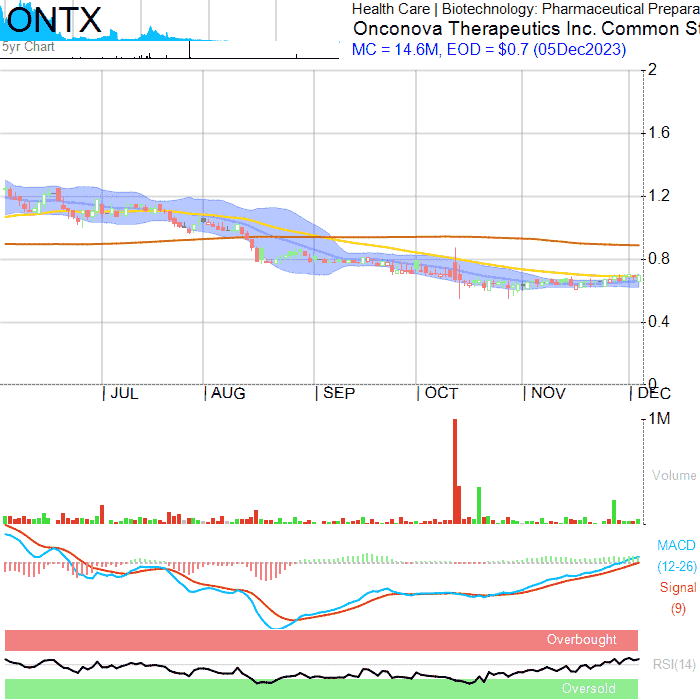 ONTX
5yr Chart
Health Care | Biotechnology: Pharmaceutical Prepara
Onconova Therapeutics Inc. Common St
MC = 14.6M, EOD = $0.7 (05Dec2023)
2
1.6
1.2
0.8
0.4
0
| JUL | AUG | SEP | OCT | NOV | DEC
1M
Volume
MACD
(12-26)
Signal
(9)
Overbought
RSI(14)
Oversold